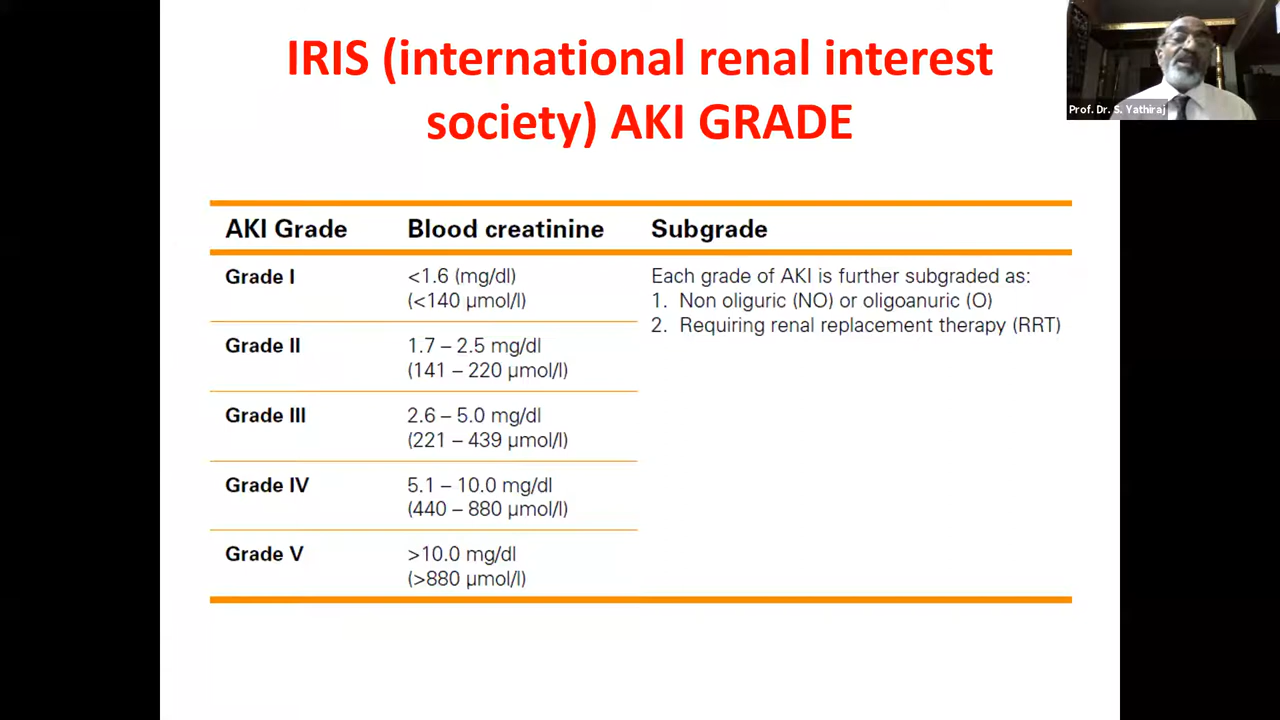 IRIS (international renal interest
society) AKI GRADE
Prof. Dr. S. Yathiraj
AKI Grade Blood creatinine Subgrade
Grade I <1.6 (mg/dl) Each grade of AKI is further subgraded as:
(<140 µmol/l) 1. Non oliguric (NO) or oligoanuric (O)
2. Requiring renal replacement therapy (RRT)
Grade II 1.7 – 2.5 mg/dl
(141 – 220 µmol/l)
Grade III 2.6 – 5.0 mg/dl
(221 – 439 µmol/l)
Grade IV 5.1 – 10.0 mg/dl
(440 – 880 µmol/l)
Grade V >10.0 mg/dl
(>880 µmol/l)